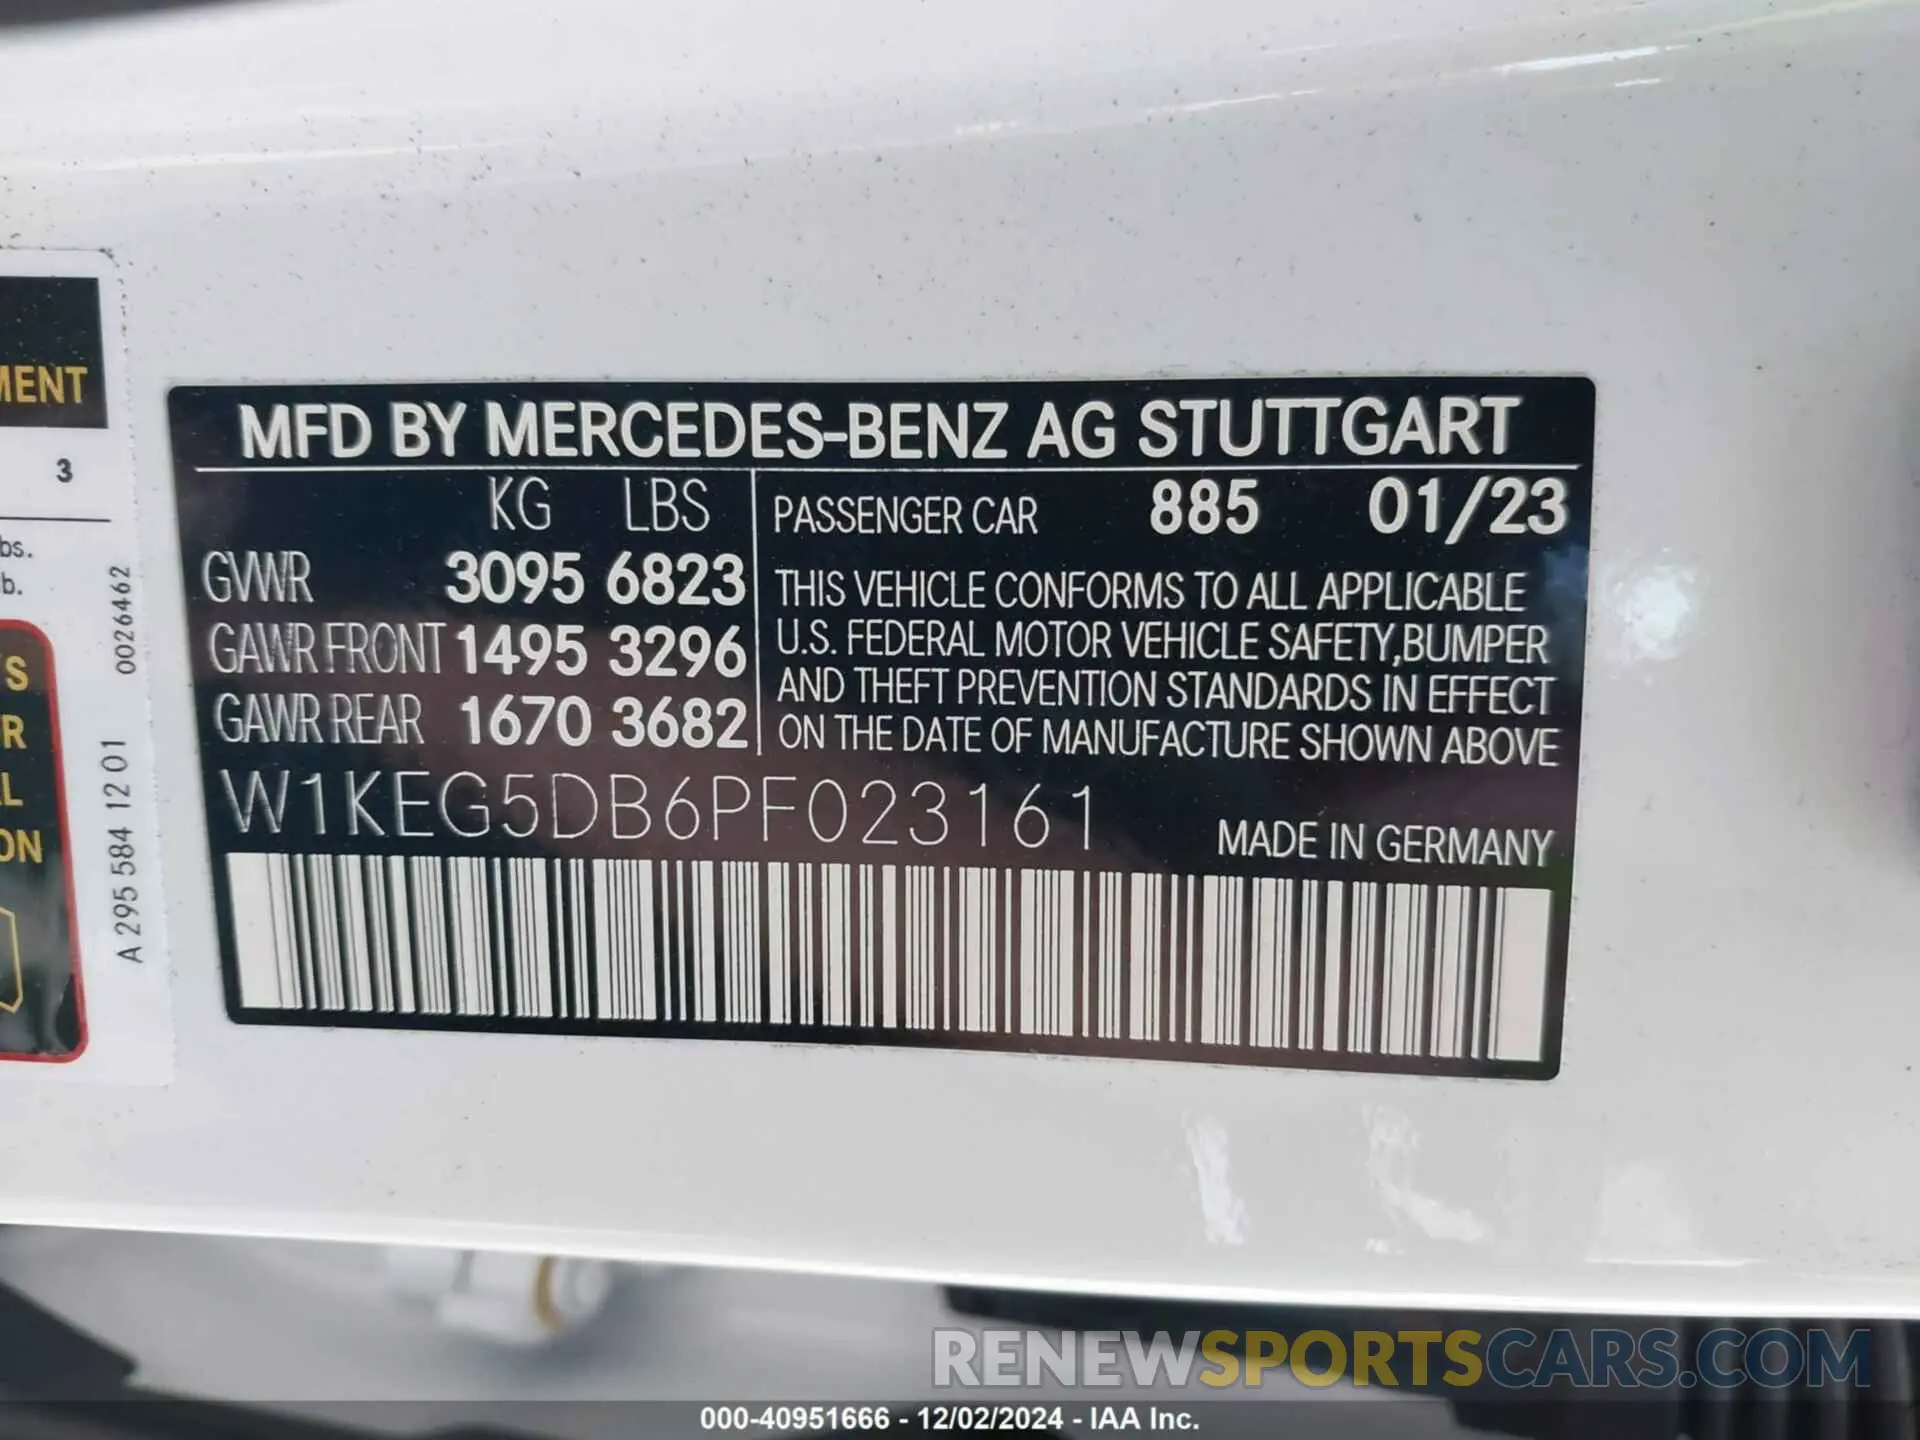 MENT
3
bs.
b.
'S
R
L
ON
A 295 584 12 01
0026462
MFD BY MERCEDES-BENZ AG STUTTGART
KG LBS
GVWR 3095 6823
GAWR FRONT 1495 3296
GAWR REAR 1670 3682
PASSENGER CAR 885 01/23
THIS VEHICLE CONFORMS TO ALL APPLICABLE
U.S. FEDERAL MOTOR VEHICLE SAFETY,BUMPER
AND THEFT PREVENTION STANDARDS IN EFFECT
ON THE DATE OF MANUFACTURE SHOWN ABOVE
W1KEG5DB6PF023161
MADE IN GERMANY
RENEWSPORTSCARS.COM
000-40951666 - 12/02/2024 - IAA Inc.